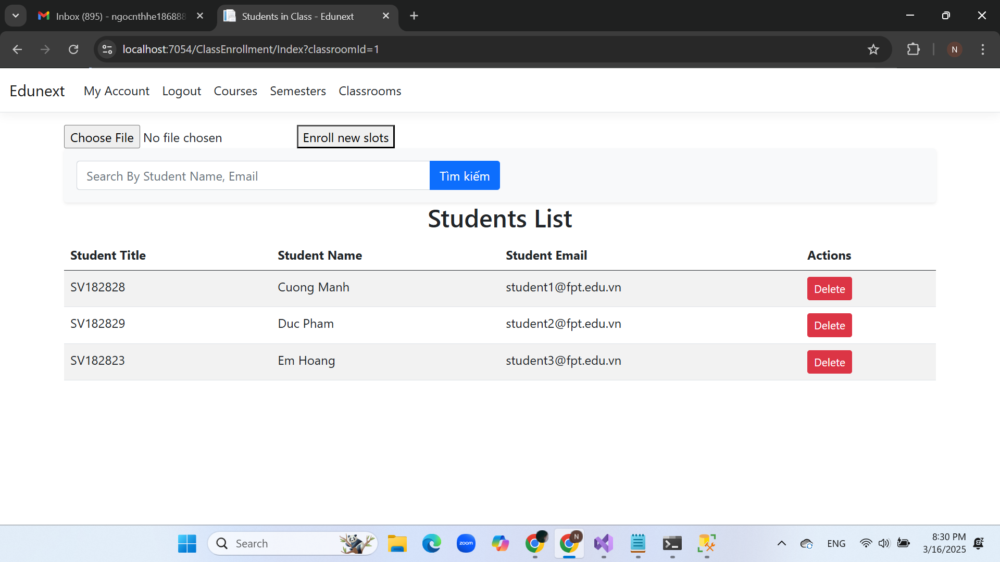 Inbox (895) - ngocnthhe186888
Students in Class - Edunext
localhost:7054/ClassEnrollment/Index?classroomId=1
N
Edunext My Account Logout Courses Semesters Classrooms
Choose File No file chosen Enroll new slots
Search By Student Name, Email Tìm kiếm
Students List
Student Title Student Name Student Email Actions
SV182828 Cuong Manh student1@fpt.edu.vn Delete
SV182829 Duc Pham student2@fpt.edu.vn Delete
SV182823 Em Hoang student3@fpt.edu.vn Delete
Search zoom N ENG 8:30 PM
3/16/2025